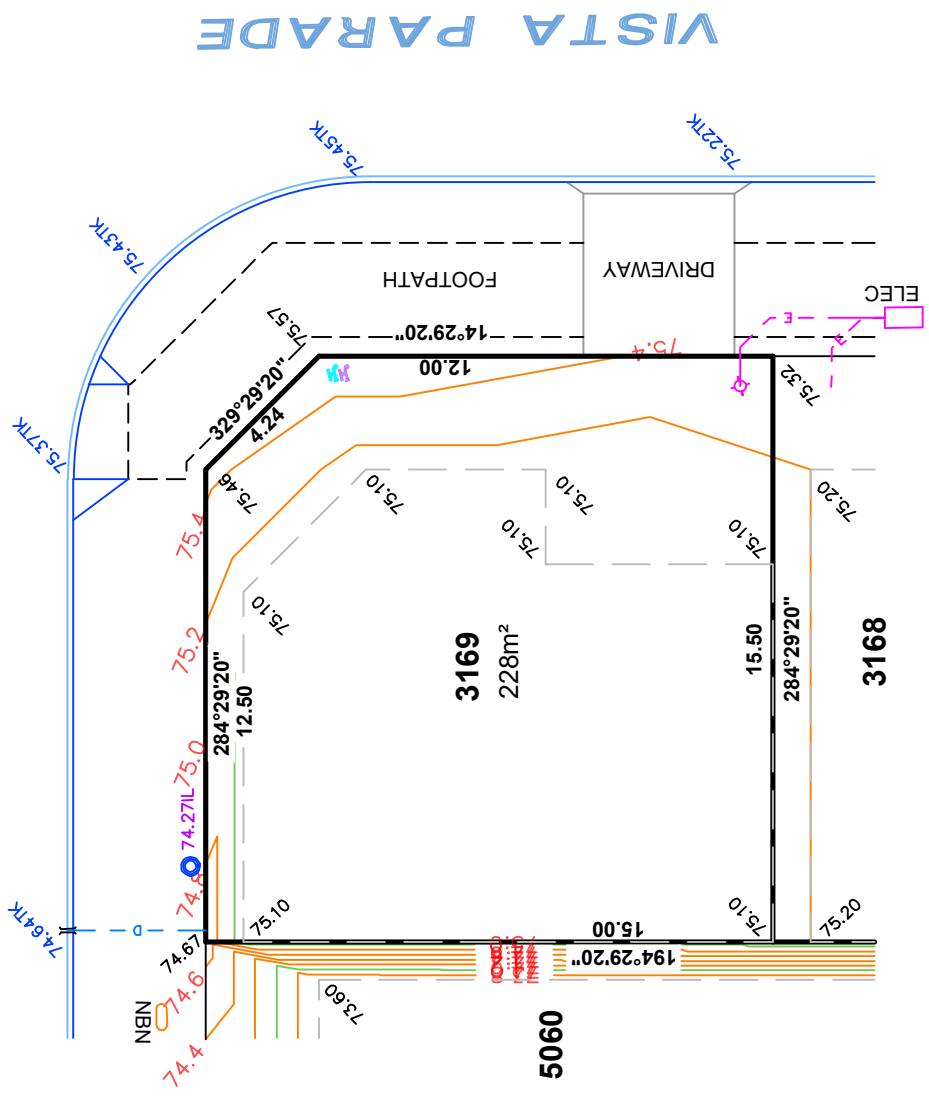 VISTA PARADE
75.45TK
75.22TK
75.43TK
FOOTPATH
DRIVEWAY
ELEC
E
E
75.57
14°29'20"
75.4
12.00
75.32
329°29'20"
4.24
75.37TK
75.46
75.10
75.10
75.20
75.4
75.10
75.10
75.10
75.2
3169
228m²
15.50
284°29'20"
3168
284°29'20"
12.50
75.0
74.27IL
74.8
74.64TK
D
75.10
75.10
75.20
15.00
74.67
194°29'20"
74.6
73.60
NBN
5060
74.4